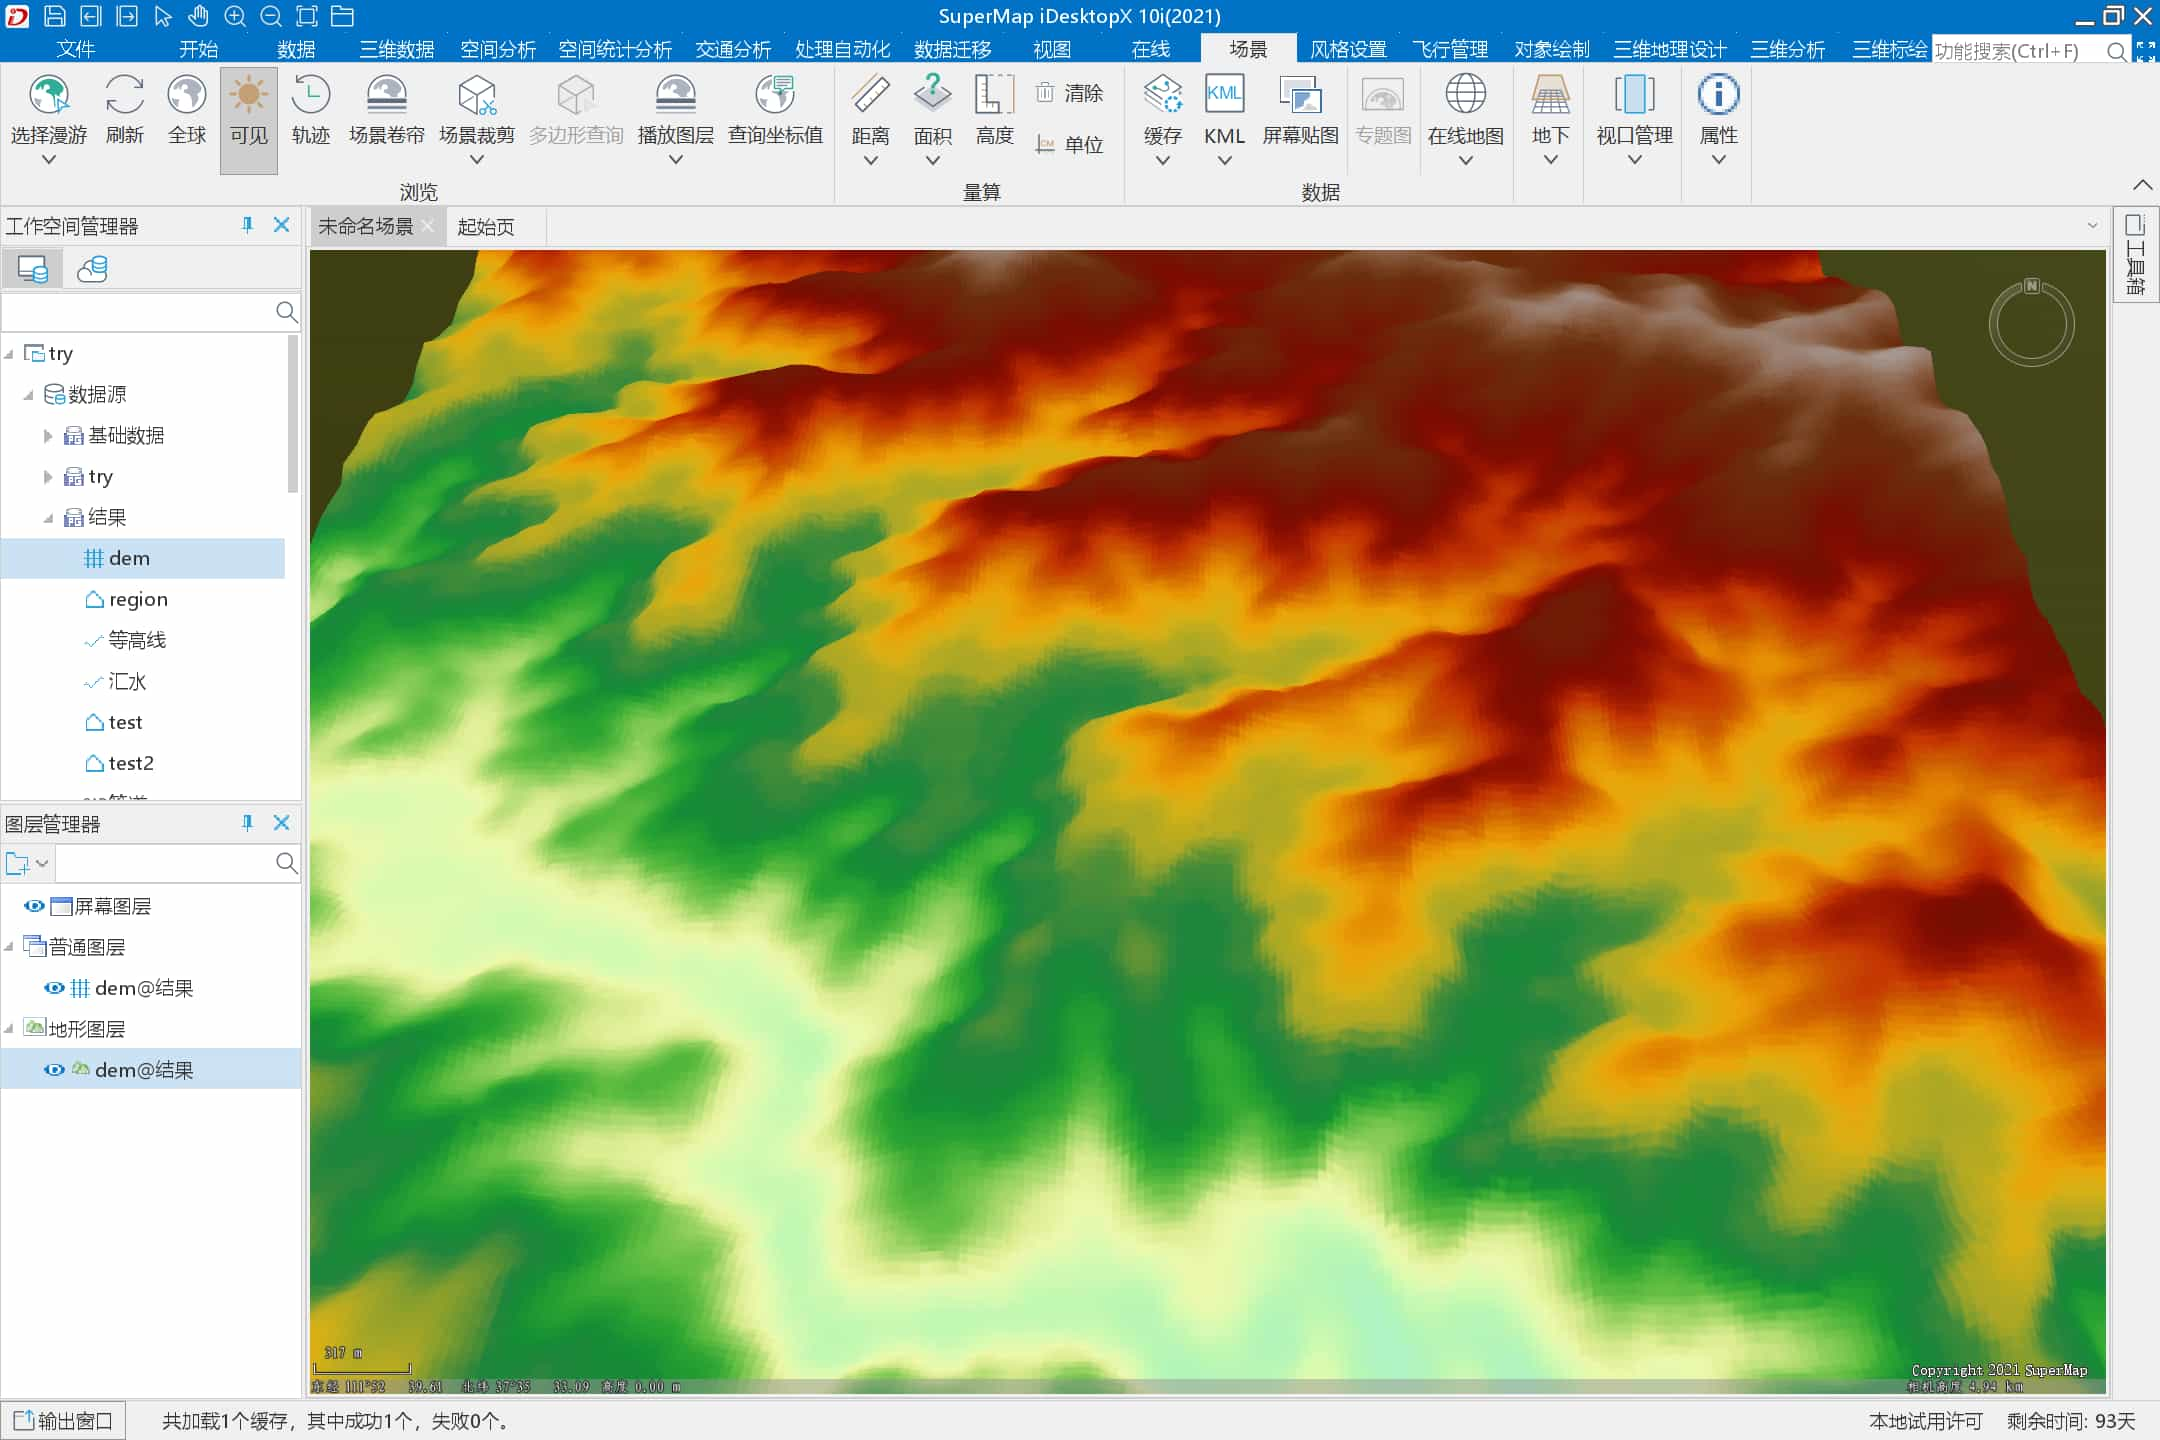 SuperMap iDesktopX 10i(2021)
文件 开始 数据 三维数据 空间分析 空间统计分析 交通分析 处理自动化 数据迁移 视图 在线 场景 风格设置 飞行管理 对象绘制 三维地理设计 三维分析 三维标绘 功能搜索(Ctrl+F)
选择漫游 刷新 全球 可见 轨迹 场景卷帘 场景裁剪 多边形查询 播放图层 查询坐标值 距离 面积 高度 清除 单位 缓存 KML KML 屏幕贴图 专题图 在线地图 地下 视口管理 属性
浏览 量算 数据
工作空间管理器
未命名场景 起始页
工具箱
try
数据源
基础数据
try
结果
dem
region
等高线
汇水
test
test2
图层管理器
屏幕图层
普通图层
dem@结果
地形图层
dem@结果
N
317 m
东经 111°52 39.61 北纬 37°35 33.09 高度 0.00 m
Copyright 2021 SuperMap
相机高度 4.94 km
输出窗口 共加载1个缓存，其中成功1个，失败0个。 本地试用许可 剩余时间: 93天